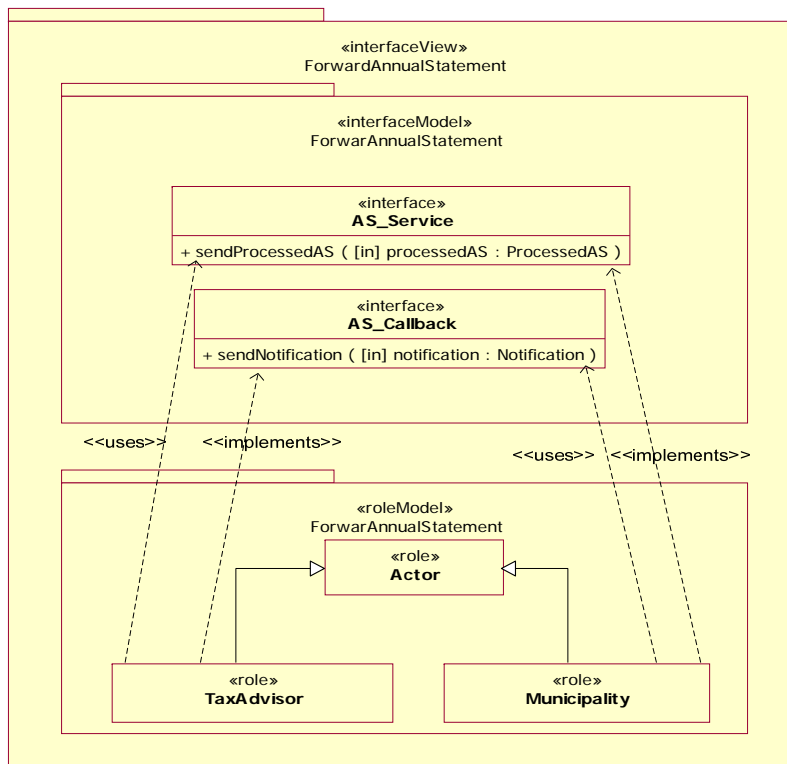 «interfaceView»
ForwardAnnualStatement
«interfaceModel»
ForwarAnnualStatement
«interface»
AS_Service
+ sendProcessedAS ( [in] processedAS : ProcessedAS )
«interface»
AS_Callback
+ sendNotification ( [in] notification : Notification )
<<uses>>
<<implements>>
<<uses>>
<<implements>>
«roleModel»
ForwarAnnualStatement
«role»
Actor
«role»
TaxAdvisor
«role»
Municipality